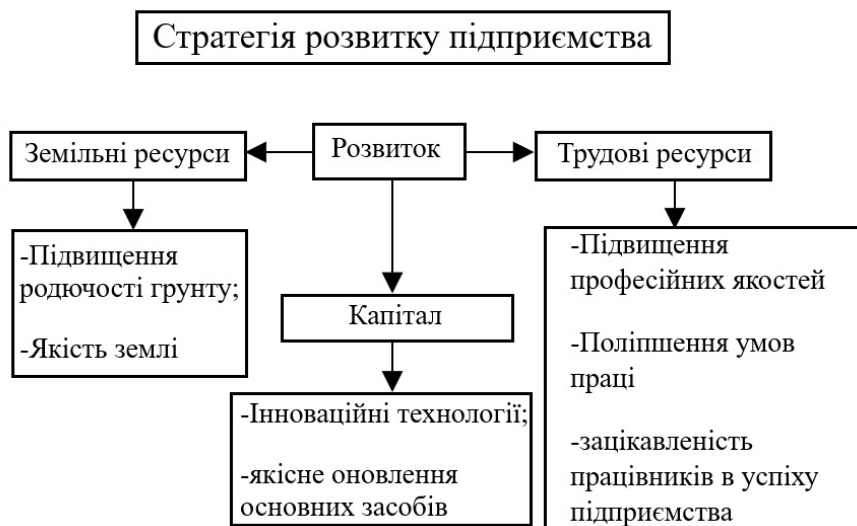 Стратегія розвитку підприємства
Земільні ресурси
Розвиток
Трудові ресурси
-Підвищення
родючості грунту;
-Якість землі
Капітал
-Інноваційні технології;
-якісне оновлення
основних засобів
-Підвищення
професійних якостей
-Поліпшення умов
праці
-зацікавленість
працівників в успіху
підприємства